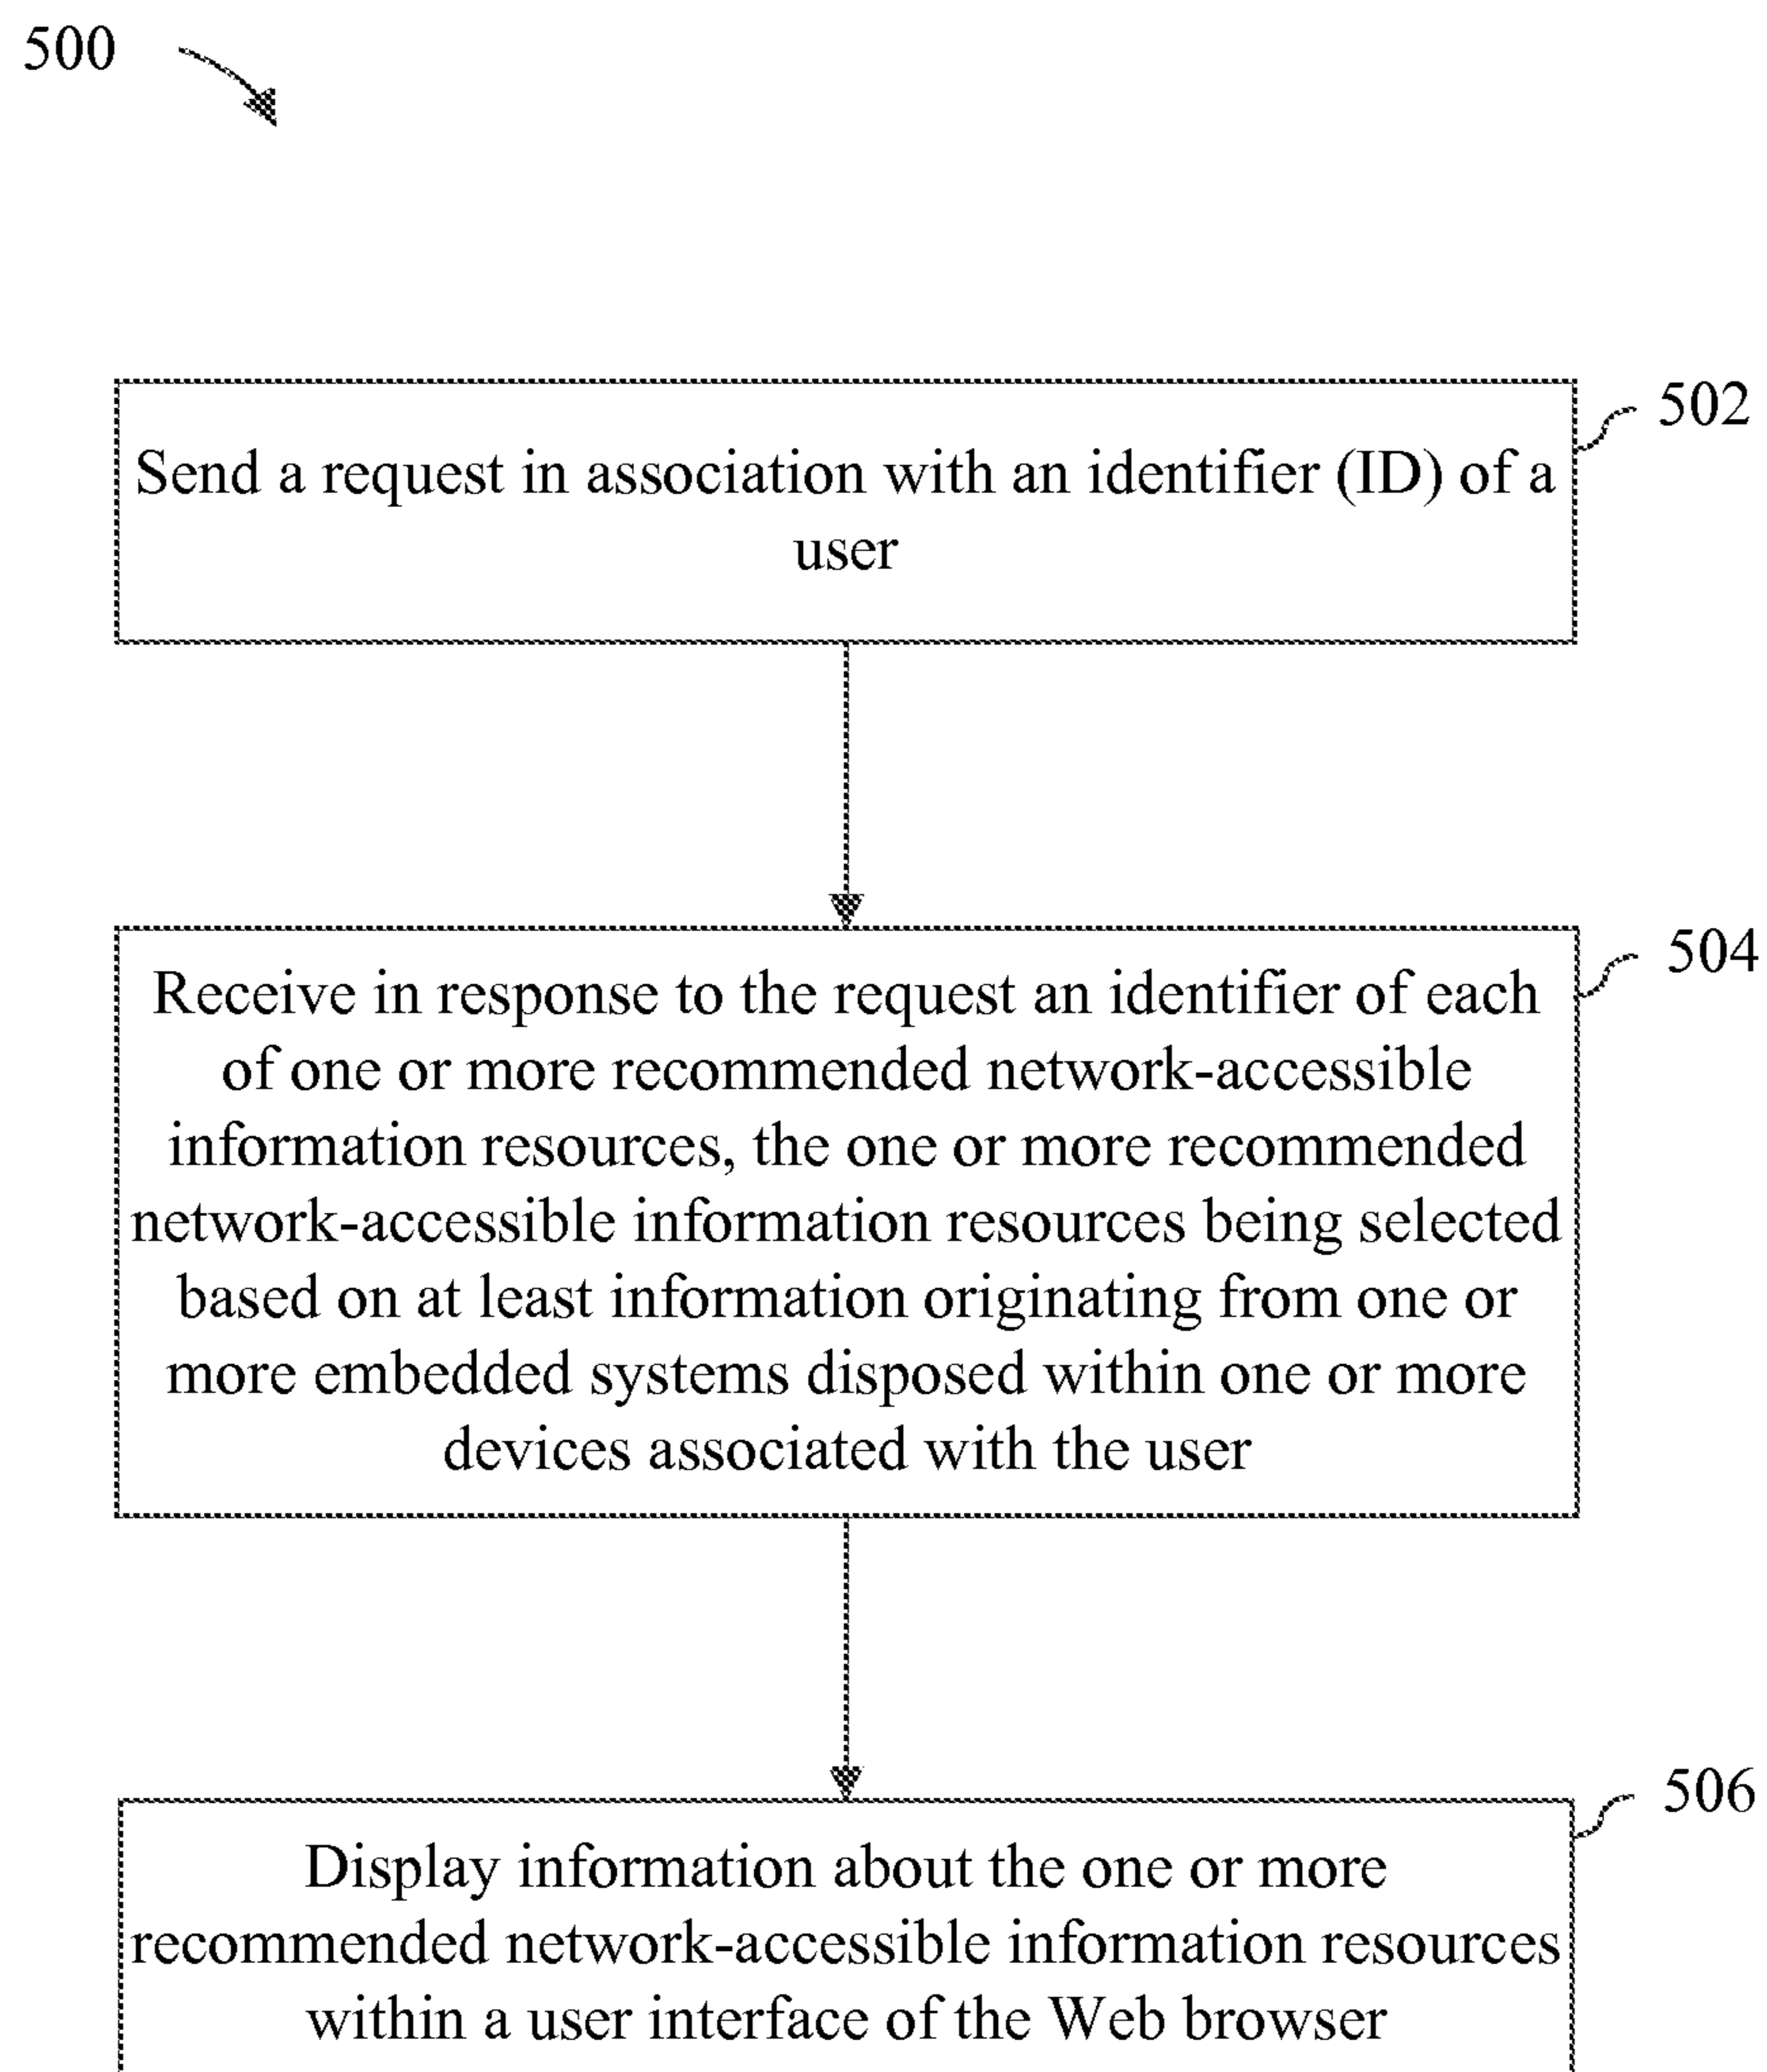 500
502
Send a request in association with an identifier (ID) of a
user
504
Receive in response to the request an identifier of each
of one or more recommended network-accessible
information resources, the one or more recommended
network-accessible information resources being selected
based on at least information originating from one or
more embedded systems disposed within one or more
devices associated with the user
506
Display information about the one or more
recommended network-accessible information resources
within a user interface of the Web browser